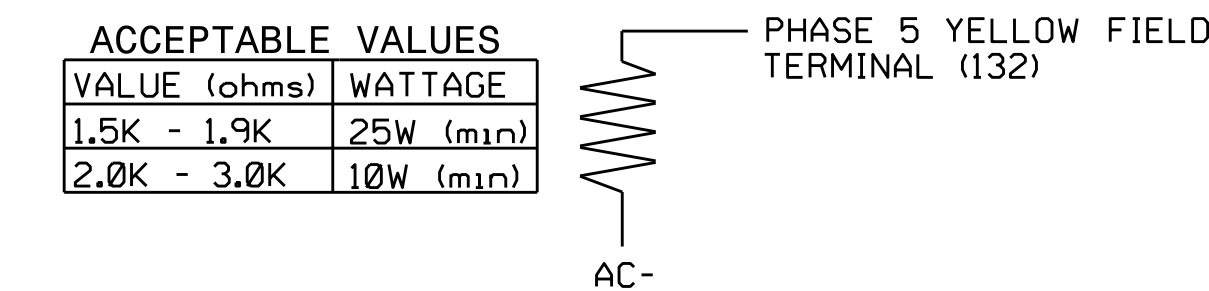 ACCEPTABLE VALUES
VALUE (ohms) WATTAGE
1.5K - 1.9K 25W (min)
2.0K - 3.0K 10W (min)
PHASE 5 YELLOW FIELD
TERMINAL (132)
AC-